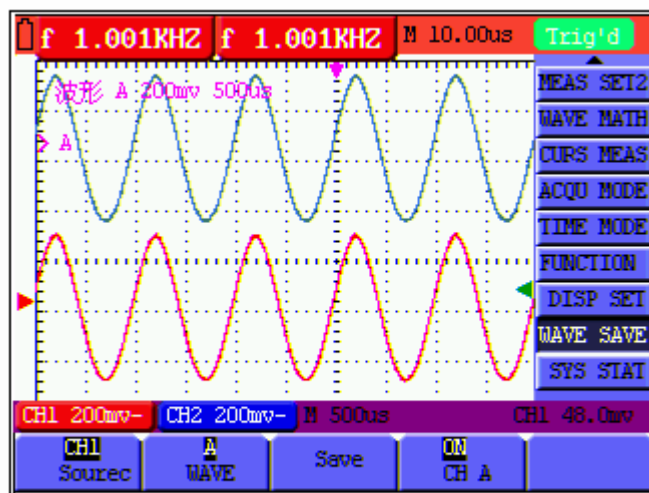 f 1.001KHZ f 1.001KHZ M 10.00us Trig'd
波形 A 200mv 500us
A
MEAS SET2
WAVE MATH
CURS MEAS
ACQU MODE
TIME MODE
FUNCTION
DISP SET
WAVE SAVE
SYS STAT
CH1 200mv- CH2 200mv- M 500us CH1 48.0mv
CH1 A ON
Sourec WAVE Save CH A